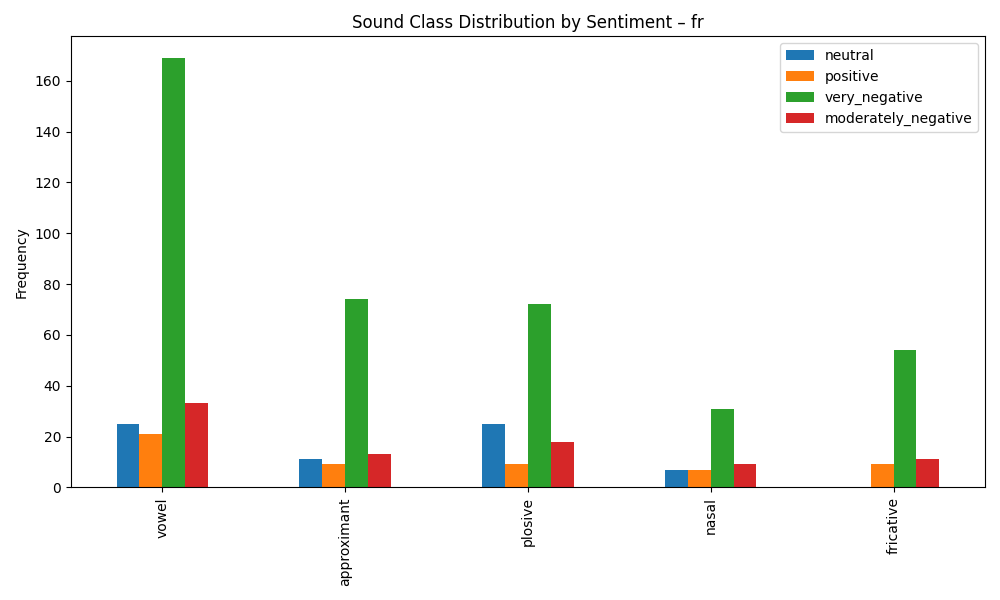 Sound Class Distribution by Sentiment – fr
neutral
positive
very_negative
moderately_negative
Frequency
160
140
120
100
80
60
40
20
0
vowel
approximant
plosive
nasal
fricative